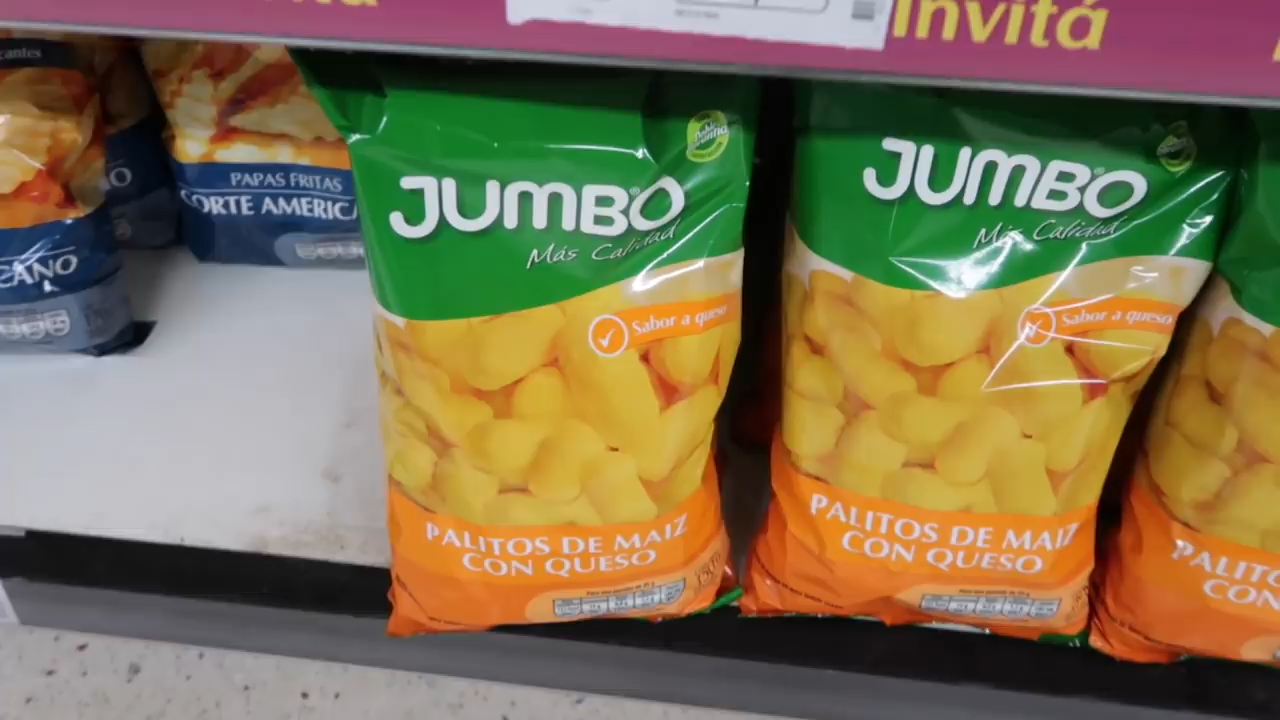 Invitá
cantes
PAPAS FRITAS
CORTE AMERICA
CANO
JUMBO
Más Calidad
Sabor a queso
PALITOS DE MAIZ
CON QUESO
JUMBO
Más Calidad
Sabor a queso
PALITOS DE MAIZ
CON QUESO
PALITO
CON